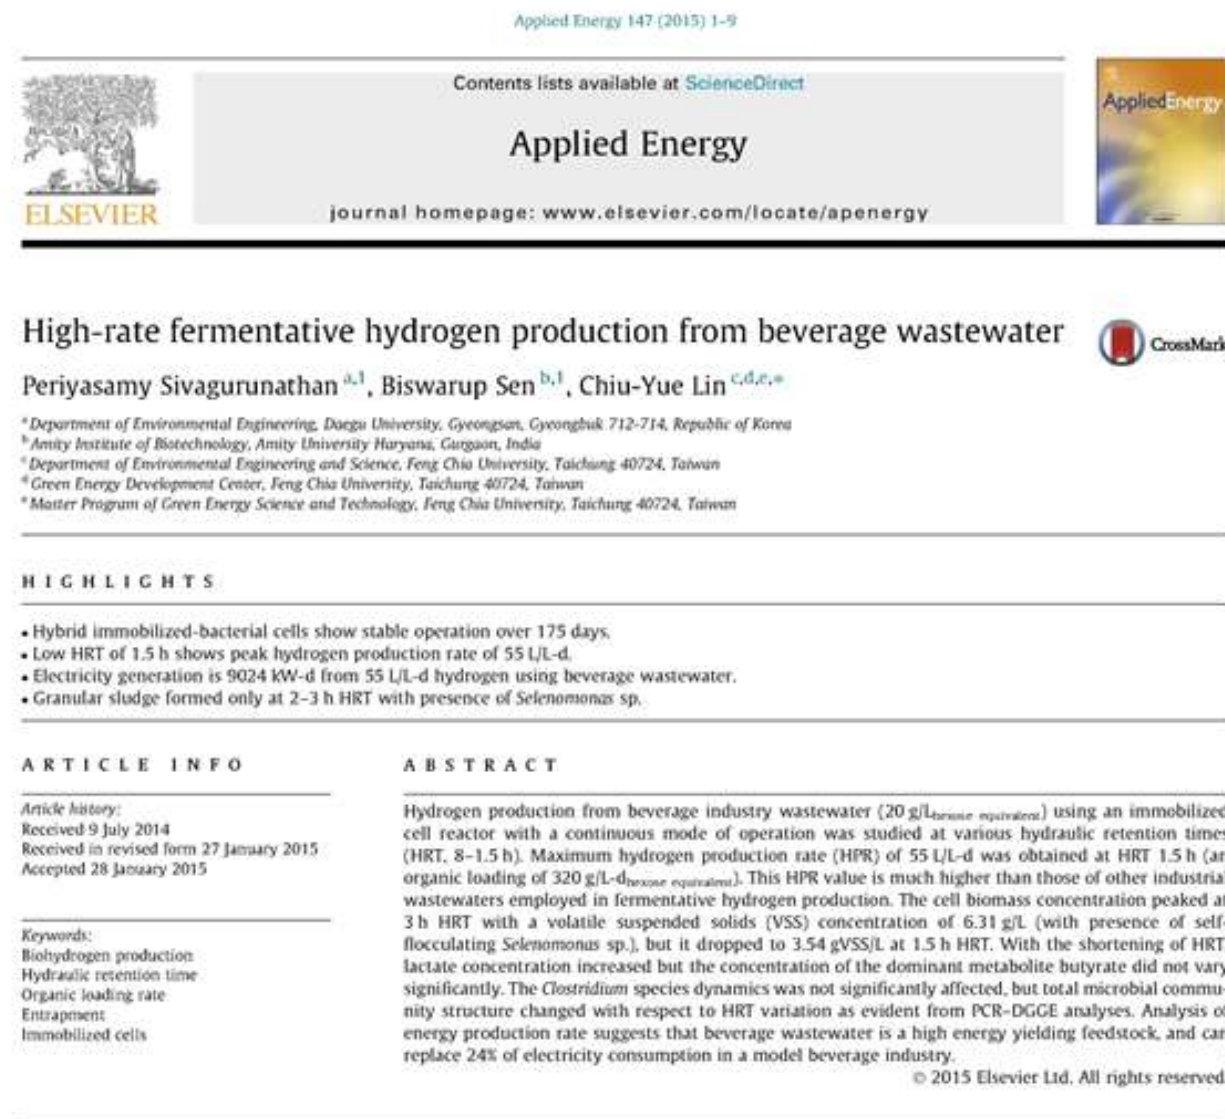 Applied Energy 147 (2015) 1–9
Contents lists available at ScienceDirect
Applied Energy
journal homepage: www.elsevier.com/locate/apenergy
ELSEVIER
AppliedEnergy
High-rate fermentative hydrogen production from beverage wastewater
CrossMark
Periyasamy Sivagurunathan a,1, Biswarup Sen b,1, Chiu-Yue Lin c,d,e,*
a Department of Environmental Engineering, Daegu University, Gyeongsan, Gyeongbuk 712-714, Republic of Korea
b Amity Institute of Biotechnology, Amity University Haryana, Gurgaon, India
c Department of Environmental Engineering and Science, Feng Chia University, Taichung 40724, Taiwan
d Green Energy Development Center, Feng Chia University, Taichung 40724, Taiwan
e Master Program of Green Energy Science and Technology, Feng Chia University, Taichung 40724, Taiwan
HIGHLIGHTS
• Hybrid immobilized-bacterial cells show stable operation over 175 days.
• Low HRT of 1.5 h shows peak hydrogen production rate of 55 L/L-d.
• Electricity generation is 9024 kW-d from 55 L/L-d hydrogen using beverage wastewater.
• Granular sludge formed only at 2–3 h HRT with presence of Selenomonas sp.
ARTICLE INFO
Article history:
Received 9 July 2014
Received in revised form 27 January 2015
Accepted 28 January 2015
Keywords:
Biohydrogen production
Hydraulic retention time
Organic loading rate
Entrapment
Immobilized cells
ABSTRACT
Hydrogen production from beverage industry wastewater (20 g/Lhexose equivalent) using an immobilized
cell reactor with a continuous mode of operation was studied at various hydraulic retention times
(HRT, 8–1.5 h). Maximum hydrogen production rate (HPR) of 55 L/L-d was obtained at HRT 1.5 h (an
organic loading of 320 g/L-dhexose equivalent). This HPR value is much higher than those of other industrial
wastewaters employed in fermentative hydrogen production. The cell biomass concentration peaked at
3 h HRT with a volatile suspended solids (VSS) concentration of 6.31 g/L (with presence of self-
flocculating Selenomonas sp.), but it dropped to 3.54 gVSS/L at 1.5 h HRT. With the shortening of HRT
lactate concentration increased but the concentration of the dominant metabolite butyrate did not vary
significantly. The Clostridium species dynamics was not significantly affected, but total microbial commu-
nity structure changed with respect to HRT variation as evident from PCR–DGGE analyses. Analysis of
energy production rate suggests that beverage wastewater is a high energy yielding feedstock, and can
replace 24% of electricity consumption in a model beverage industry.
© 2015 Elsevier Ltd. All rights reserved